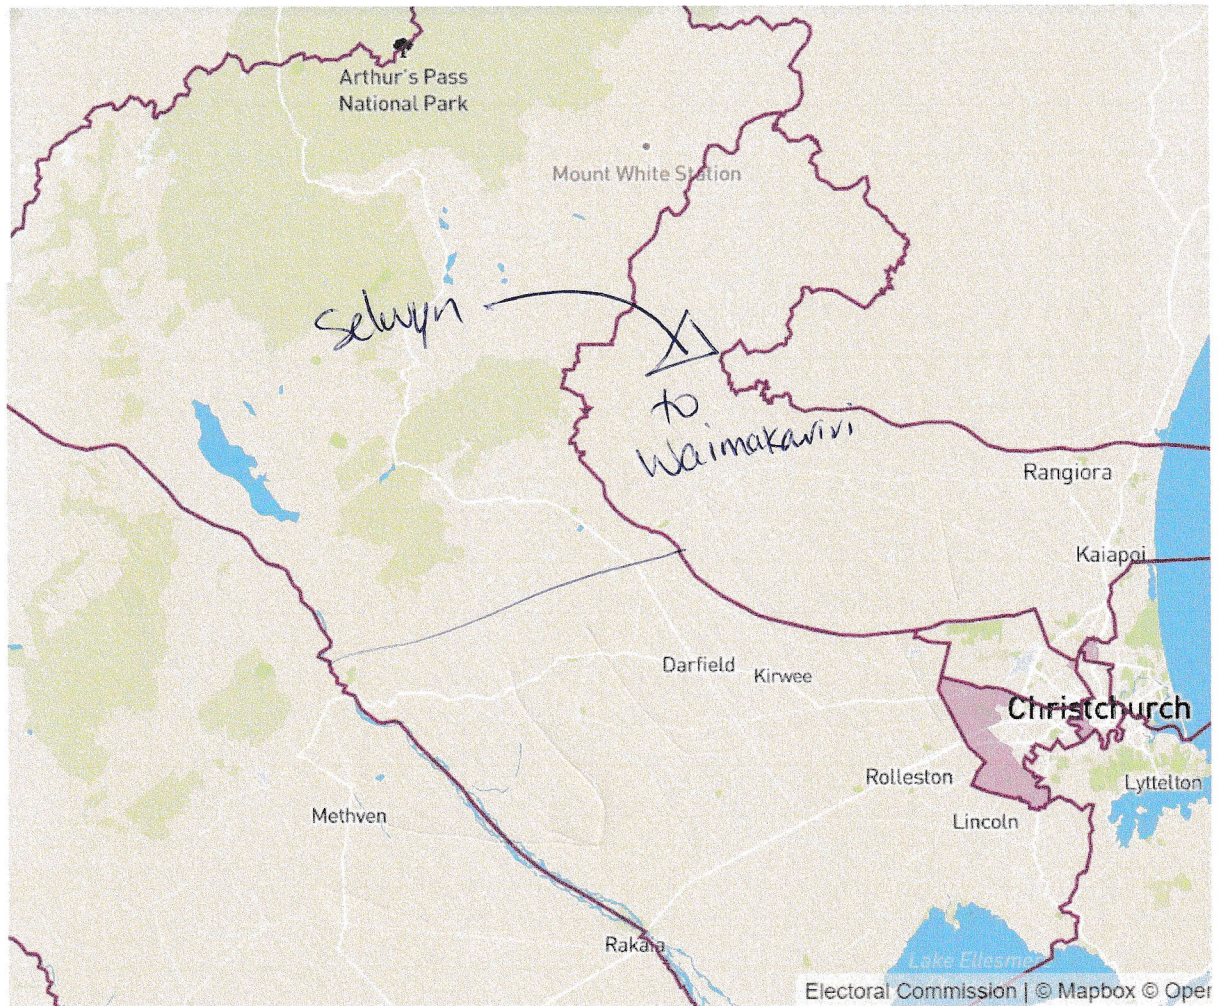 Arthur's Pass
National Park
Mount White Station
Selwyn
to
Waimakariri
Rangiora
Kaiapoi
Darfield
Kirwee
Christchurch
Rolleston
Lyttelton
Methven
Lincoln
Rakaia
Lake Ellesme
Electoral Commission | © Mapbox © Oper